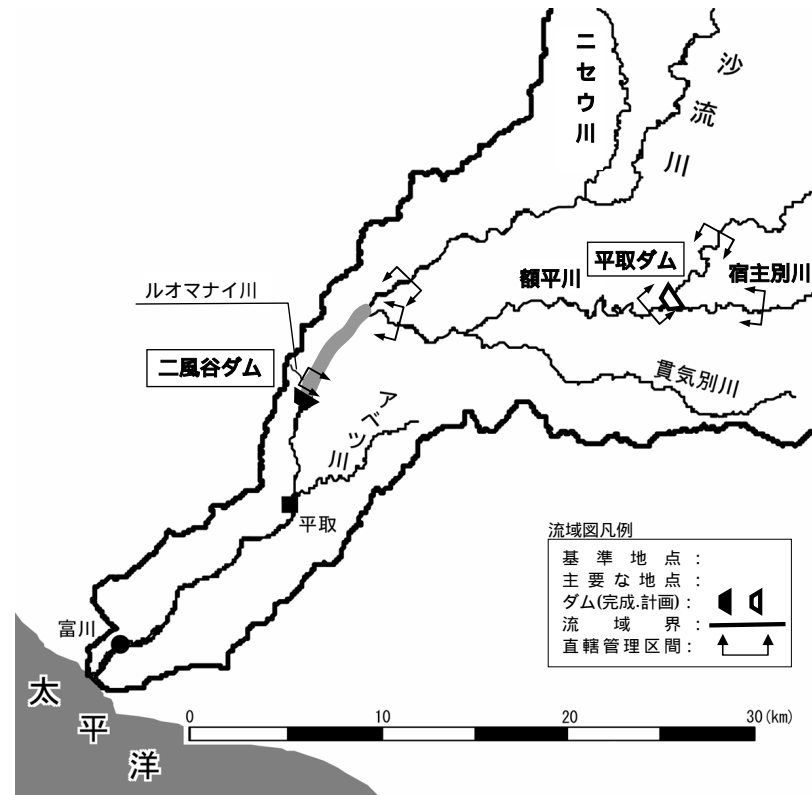 ニセウ川
沙流川
平取ダム
宿主別川
額平川
ルオマナイ川
二風谷ダム
貫気別川
アベツ川
平取
富川
太平洋
流域図凡例
基準地点：
主要な地点：
ダム(完成.計画)：
流域界：
直轄管理区間：
0 10 20 30(km)